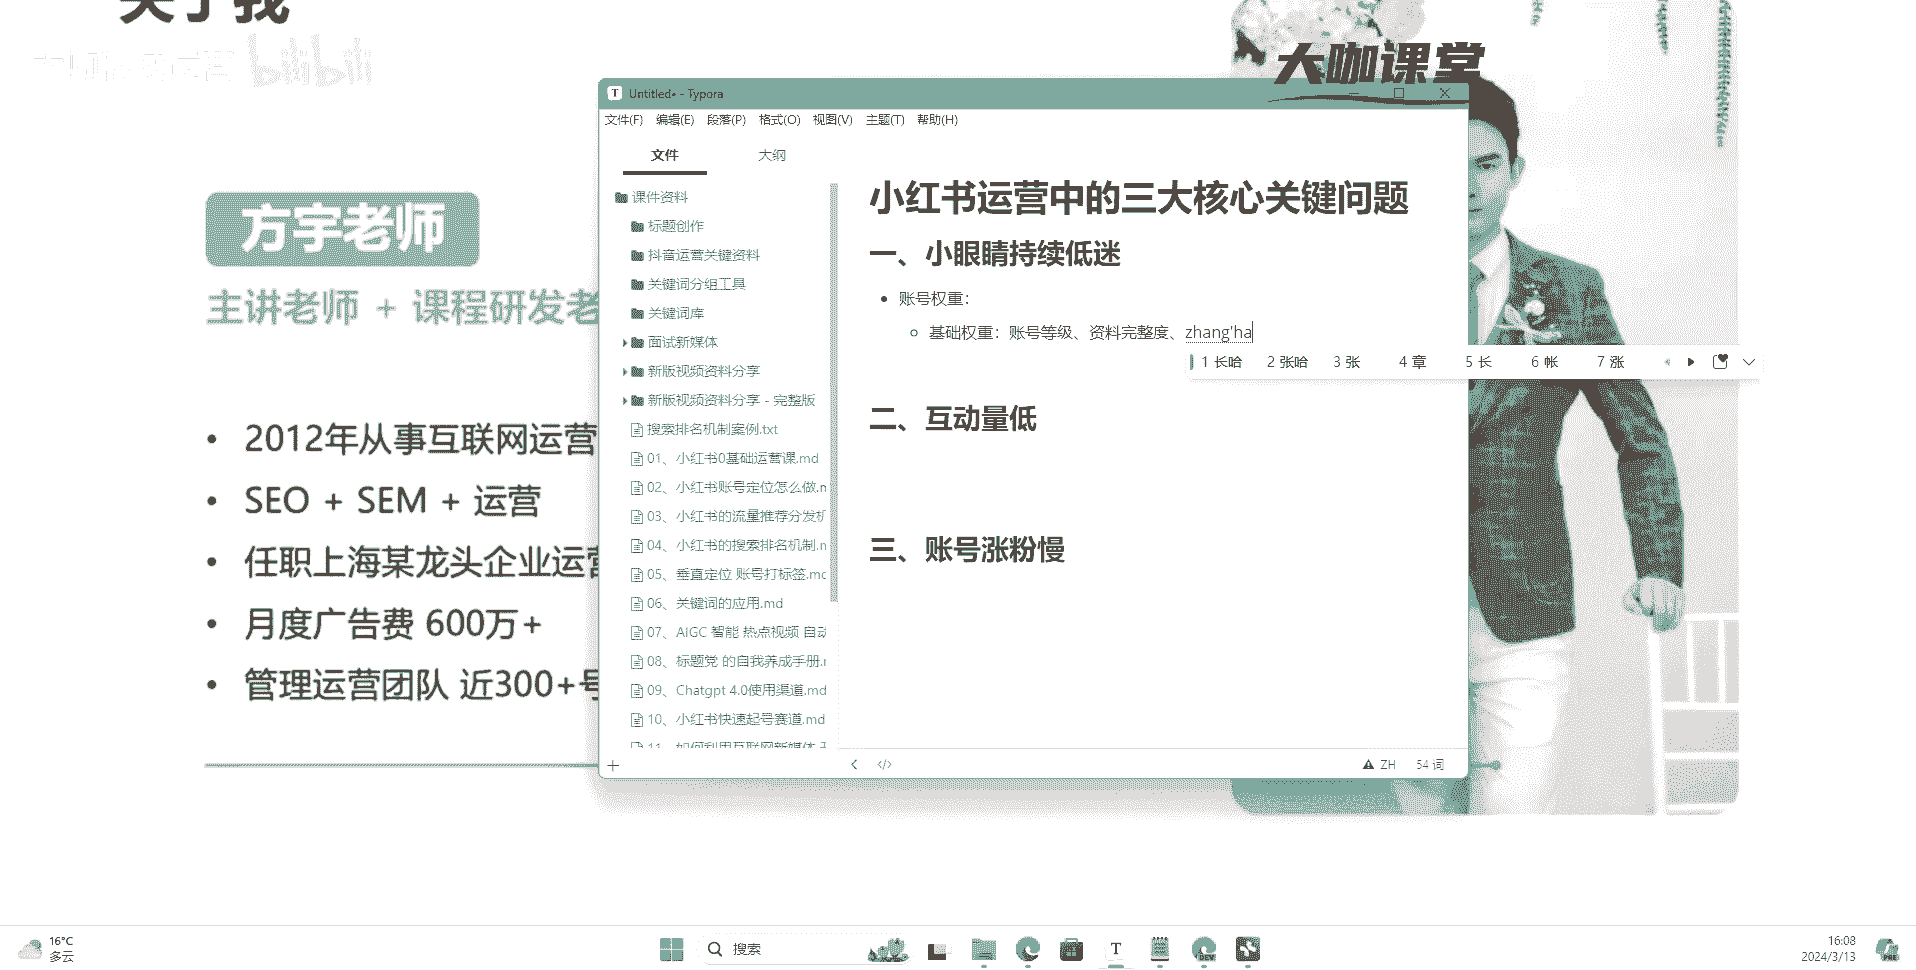 关于我
bilibili
大咖课堂
方宇老师
主讲老师 + 课程研发老
2012年从事互联网运营
SEO + SEM + 运营
任职上海某龙头企业运营
月度广告费 600万+
管理运营团队 近300+号
Untitled• - Typora
文件(F) 编辑(E) 段落(P) 格式(O) 视图(V) 主题(T) 帮助(H)
文件 大纲
课件资料
标题创作
抖音运营关键资料
关键词分组工具
关键词库
面试新媒体
新版视频资料分享
新版视频资料分享 - 完整版
搜索排名机制案例.txt
01、小红书0基础运营课.md
02、小红书账号定位怎么做.n
03、小红书的流量推荐分发机
04、小红书的搜索排名机制.n
05、垂直定位 账号打标签.mc
06、关键词的应用.md
07、AIGC 智能 热点视频 自动
08、标题党 的自我养成手册.r
09、Chatgpt 4.0使用渠道.md
10、小红书快速起号赛道.md
11、如何利用互联网新媒体
小红书运营中的三大核心关键问题
一、小眼睛持续低迷
账号权重：
基础权重：账号等级、资料完整度、zhang'ha
1 长哈 2 张哈 3 张 4 章 5 长 6 帐 7 涨
二、互动量低
三、账号涨粉慢
ZH 54 词
16°C
多云
搜索
16:08
2024/3/13